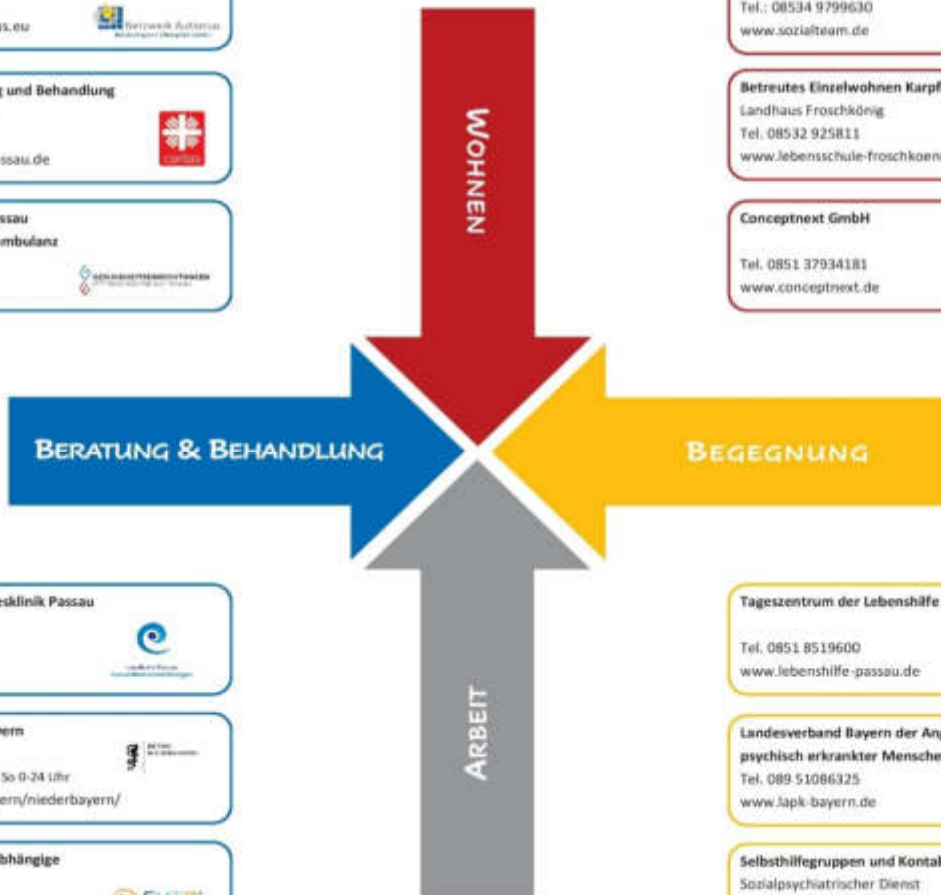 s.eu
Netzwerk Autismus
g und Behandlung
ssau.de
caritas
ssau
mbulanz
WOHNEN
Tel.: 08534 9799630
www.sozialteam.de
Betreutes Einzelwohnen Karpf
Landhaus Froschkönig
Tel. 08532 925811
www.lebensschule-froschkoeni
Conceptnext GmbH
Tel. 0851 37934181
www.conceptnext.de
BERATUNG & BEHANDLUNG
BEGEGNUNG
esklinik Passau
ern
So 0-24 Uhr
ern/niederbayern/
bhängige
ARBEIT
Tageszentrum der Lebenshilfe
Tel. 0851 8519600
www.lebenshilfe-passau.de
Landesverband Bayern der Ang
psychisch erkrankter Mensche
Tel. 089 51086325
www.lapk-bayern.de
Selbsthilfegruppen und Kontak
Sozialpsychiatrischer Dienst